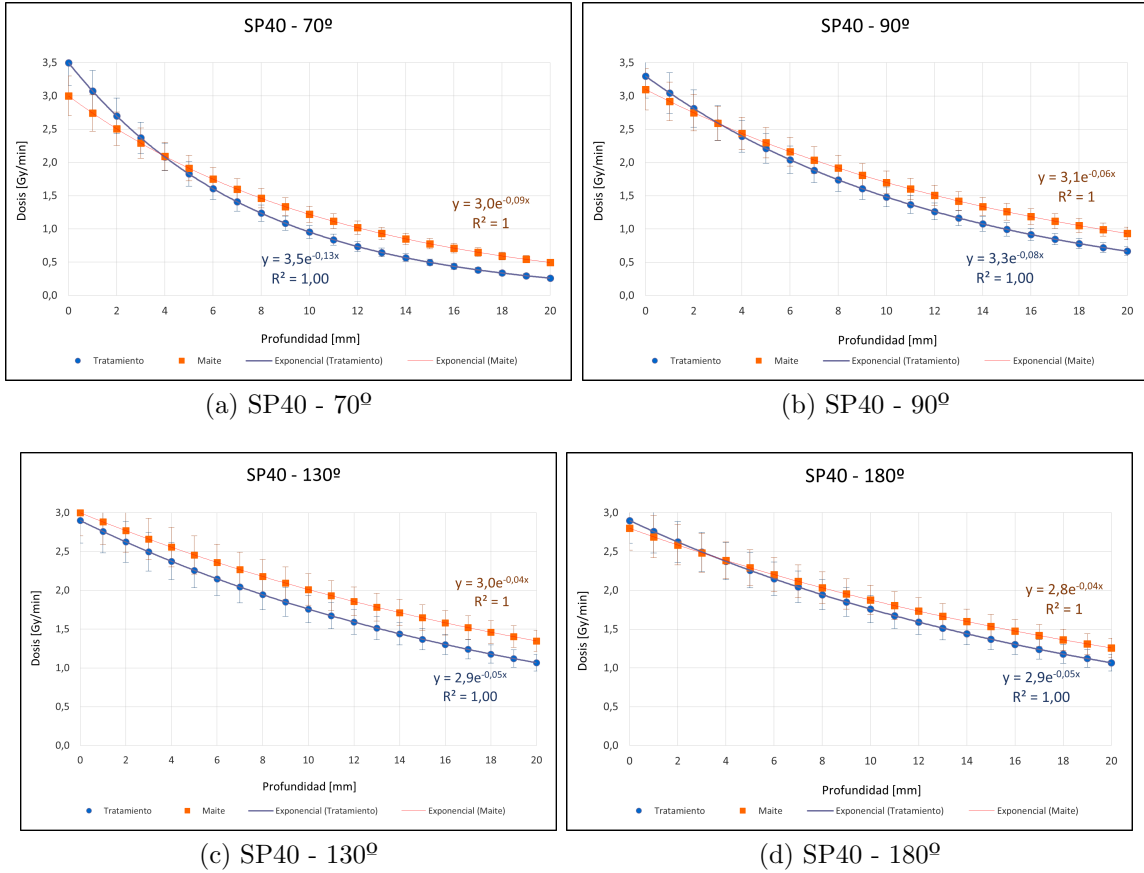 SP40 - 70º
Dosis [Gy/min]
3,5
3,0
2,5
2,0
1,5
1,0
0,5
0,0
y = 3,0e-0,09x
R² = 1
y = 3,5e-0,13x
R² = 1,00
0 2 4 6 8 10 12 14 16 18 20
Profundidad [mm]
Tratamiento Maite Exponencial (Tratamiento) Exponencial (Maite)
(a) SP40 - 70º
SP40 - 90º
Dosis [Gy/min]
3,5
3,0
2,5
2,0
1,5
1,0
0,5
0,0
y = 3,1e-0,06x
R² = 1
y = 3,3e-0,08x
R² = 1,00
0 2 4 6 8 10 12 14 16 18 20
Profundidad [mm]
Tratamiento Maite Exponencial (Tratamiento) Exponencial (Maite)
(b) SP40 - 90º
SP40 - 130º
Dosis [Gy/min]
3,0
2,5
2,0
1,5
1,0
0,5
0,0
y = 3,0e-0,04x
R² = 1
y = 2,9e-0,05x
R² = 1,00
0 2 4 6 8 10 12 14 16 18 20
Profundidad [mm]
Tratamiento Maite Exponencial (Tratamiento) Exponencial (Maite)
(c) SP40 - 130º
SP40 - 180º
Dosis [Gy/min]
3,0
2,5
2,0
1,5
1,0
0,5
0,0
y = 2,8e-0,04x
R² = 1
y = 2,9e-0,05x
R² = 1,00
0 2 4 6 8 10 12 14 16 18 20
Profundidad [mm]
Tratamiento Maite Exponencial (Tratamiento) Exponencial (Maite)
(d) SP40 - 180º